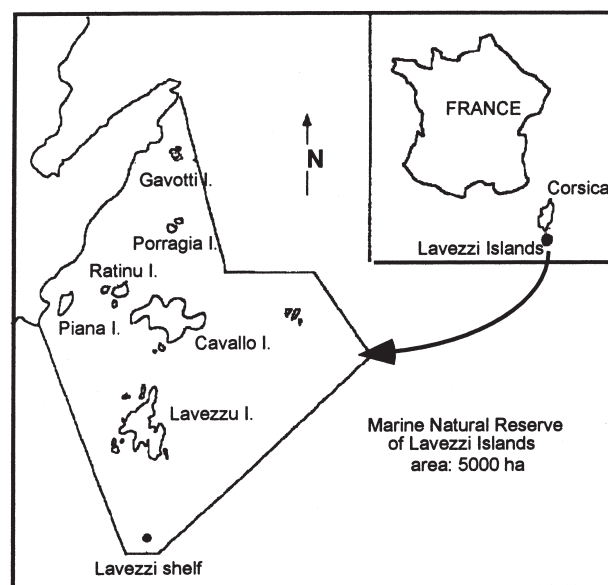 FRANCE
N
Gavotti I.
Corsica
Porragia I.
Lavezzi Islands
Ratinu I.
Piana I.
Cavallo I.
Lavezzu I.
Marine Natural Reserve
of Lavezzi Islands
area: 5000 ha
Lavezzi shelf